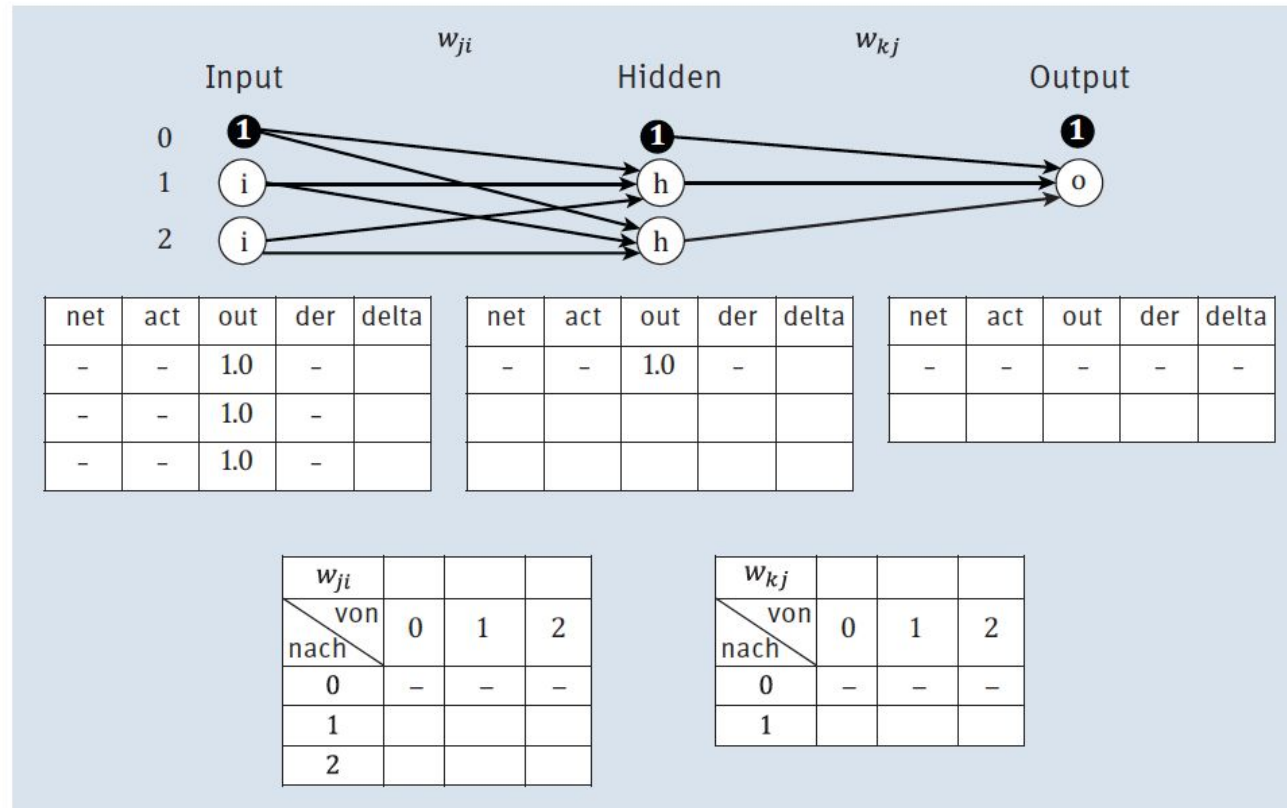 w_ji w_kj
Input Hidden Output
0 1 1 1
1 i h o
2 i h
net act out der delta net act out der delta net act out der delta
– – 1.0 – – – 1.0 – – – – – –
– – 1.0 –
– – 1.0 –
w_ji w_kj
von 0 1 2 von 0 1 2
nach nach
0 – – – 0 – – –
1 1
2